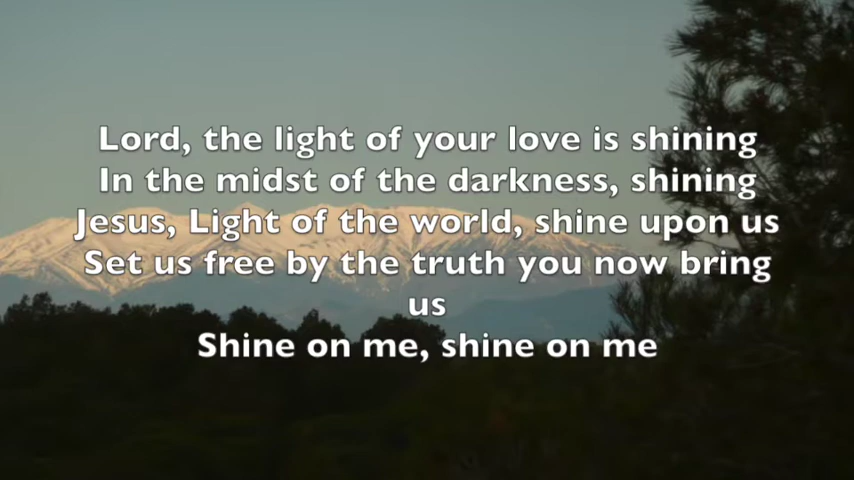 Lord, the light of your love is shining
In the midst of the darkness, shining
Jesus, Light of the world, shine upon us
Set us free by the truth you now bring
us
Shine on me, shine on me